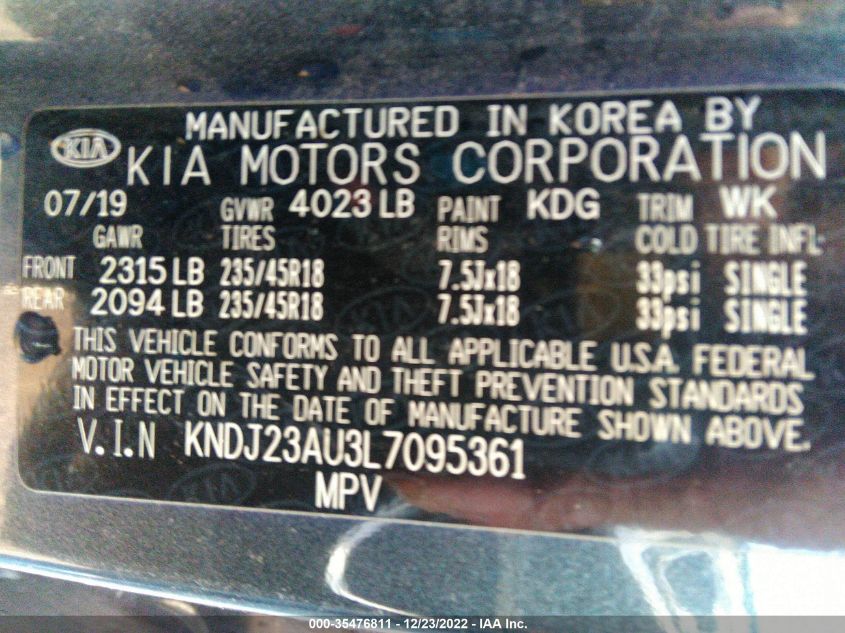 MANUFACTURED IN KOREA BY
KIA KIA MOTORS CORPORATION
07/19 GVWR 4023 LB PAINT KDG TRIM WK
GAWR TIRES RIMS COLD TIRE INFL
FRONT 2315 LB 235/45R18 7.5Jx18 33psi SINGLE
REAR 2094 LB 235/45R18 7.5Jx18 33psi SINGLE
THIS VEHICLE CONFORMS TO ALL APPLICABLE U.S.A. FEDERAL
MOTOR VEHICLE SAFETY AND THEFT PREVENTION STANDARDS
IN EFFECT ON THE DATE OF MANUFACTURE SHOWN ABOVE.
V.I.N KNDJ23AU3L7095361
MPV
000-35476811 - 12/23/2022 - IAA Inc.